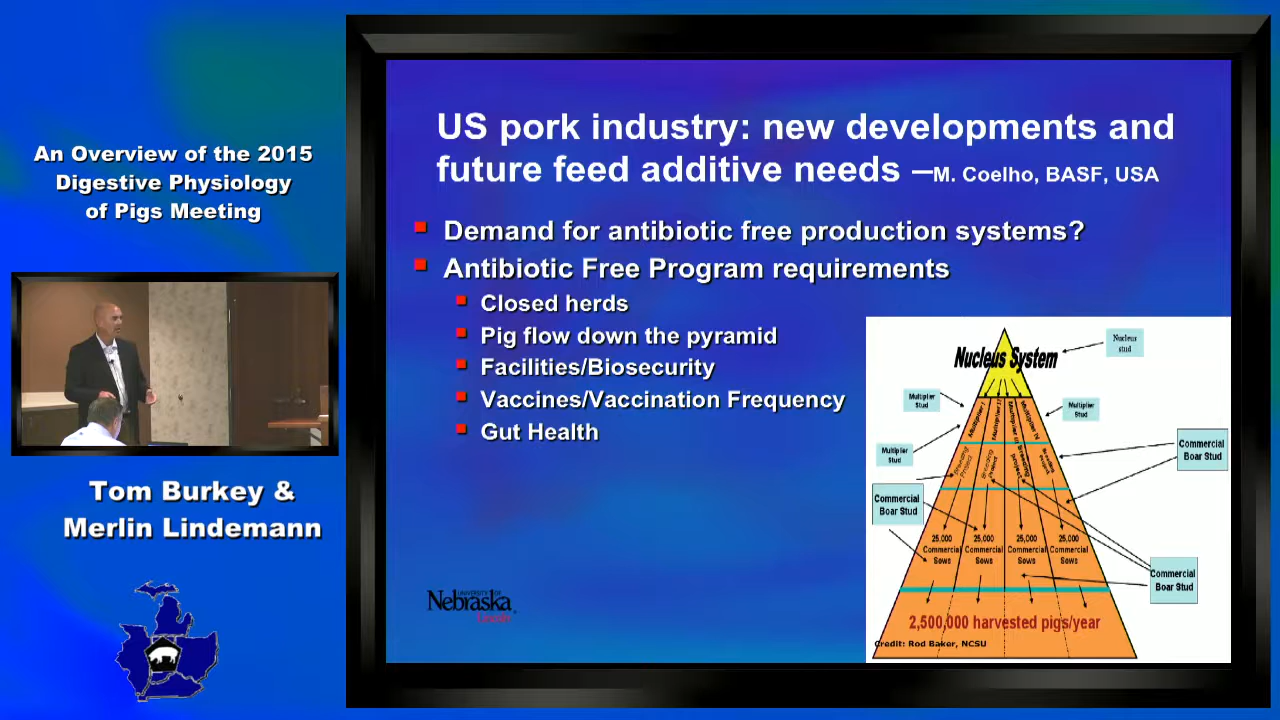 An Overview of the 2015
Digestive Physiology
of Pigs Meeting
Tom Burkey &
Merlin Lindemann
US pork industry: new developments and
future feed additive needs —M. Coelho, BASF, USA
Demand for antibiotic free production systems?
Antibiotic Free Program requirements
Closed herds
Pig flow down the pyramid
Facilities/Biosecurity
Vaccines/Vaccination Frequency
Gut Health
UNIVERSITY OF
Nebraska
Lincoln
Nucleus System
Nucleus
stud
Multiplier
Stud
Multiplier
Stud
Multiplier
Stud
Commercial
Boar Stud
Commercial
Boar Stud
Commercial
Boar Stud
25,000
Commercial
Sows
25,000
Commercial
Sows
25,000
Commercial
Sows
25,000
Commercial
Sows
2,500,000 harvested pigs/year
Credit: Rod Baker, NCSU